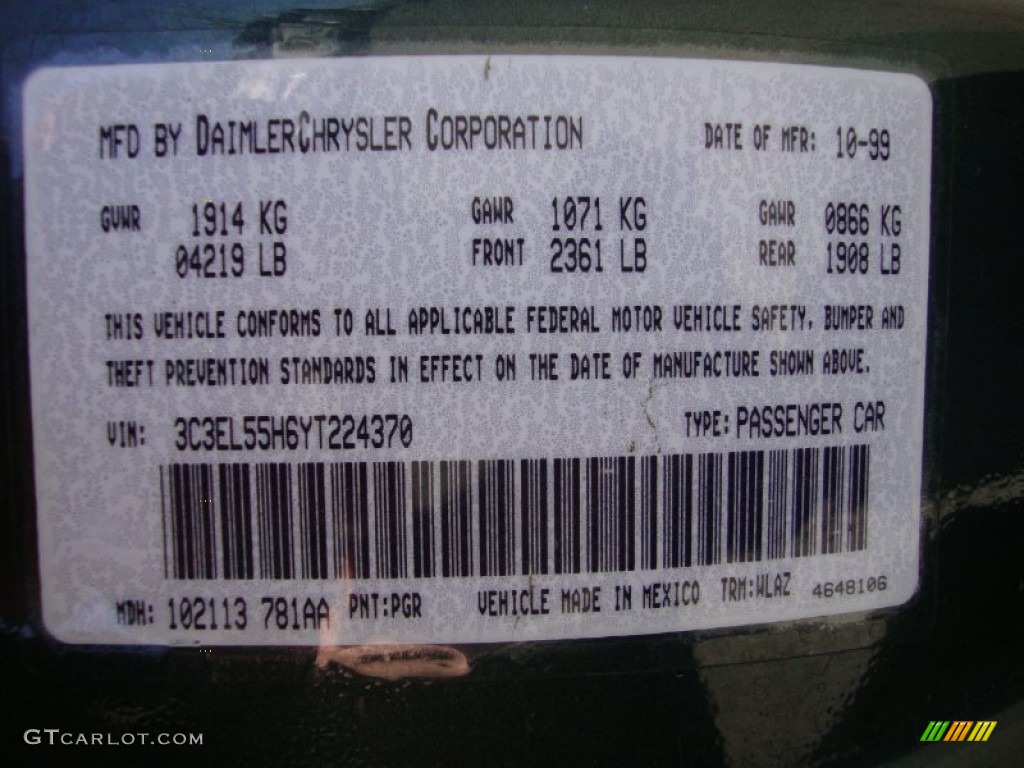 MFD BY DAIMLERCHRYSLER CORPORATION DATE OF MFR: 10-99
GVWR 1914 KG GAWR 1071 KG GAWR 0866 KG
04219 LB FRONT 2361 LB REAR 1908 LB
THIS VEHICLE CONFORMS TO ALL APPLICABLE FEDERAL MOTOR VEHICLE SAFETY, BUMPER AND
THEFT PREVENTION STANDARDS IN EFFECT ON THE DATE OF MANUFACTURE SHOWN ABOVE.
VIN: 3C3EL55H6YT224370 TYPE: PASSENGER CAR
MDH: 102113 781AA PNT:PGR VEHICLE MADE IN MEXICO TRM:WLAZ 4648106
GTCARLOT.COM